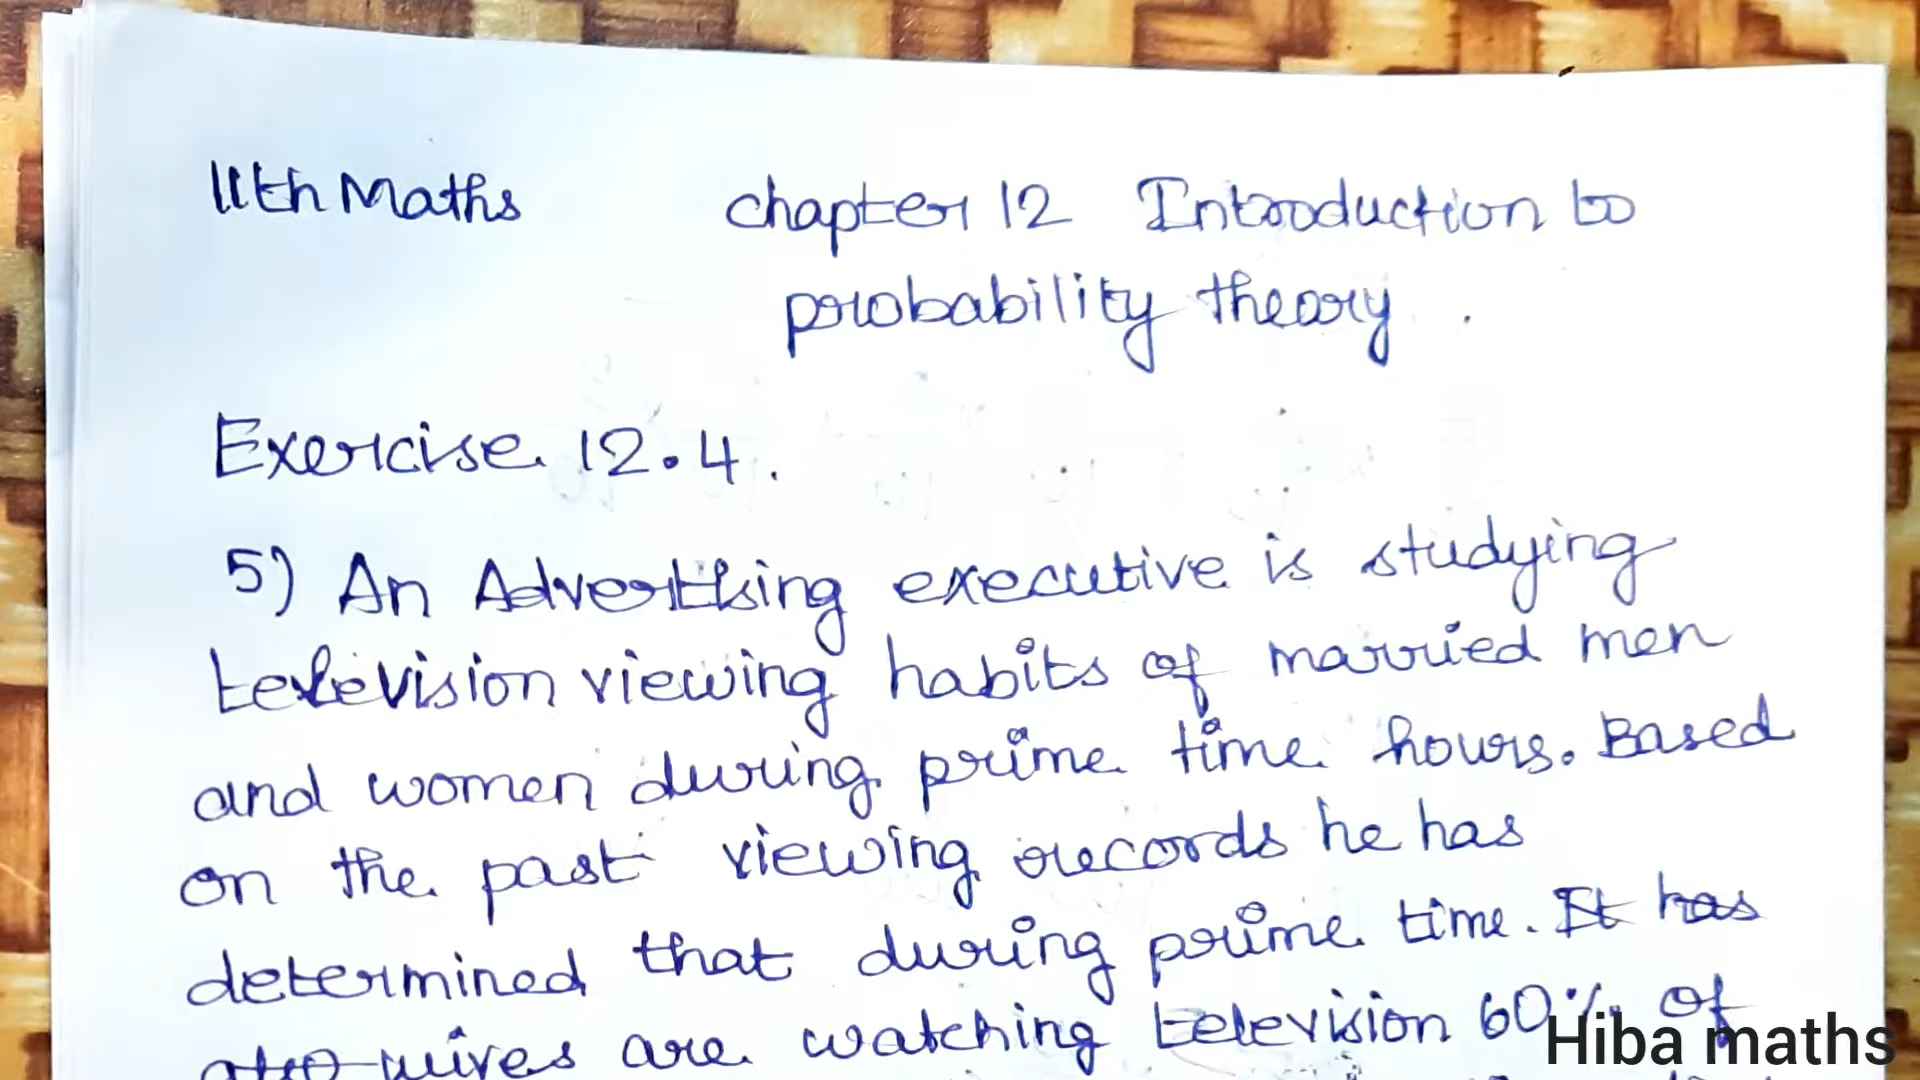 11th Maths chapter 12 Introduction to
probability theory.
Exercise 12.4.
5) An Advertising executive is studying
television viewing habits of married men
and women during prime time hours. Based
on the past viewing records he has
determined that during prime time. It has
wives are watching television 60% of
Hiba maths